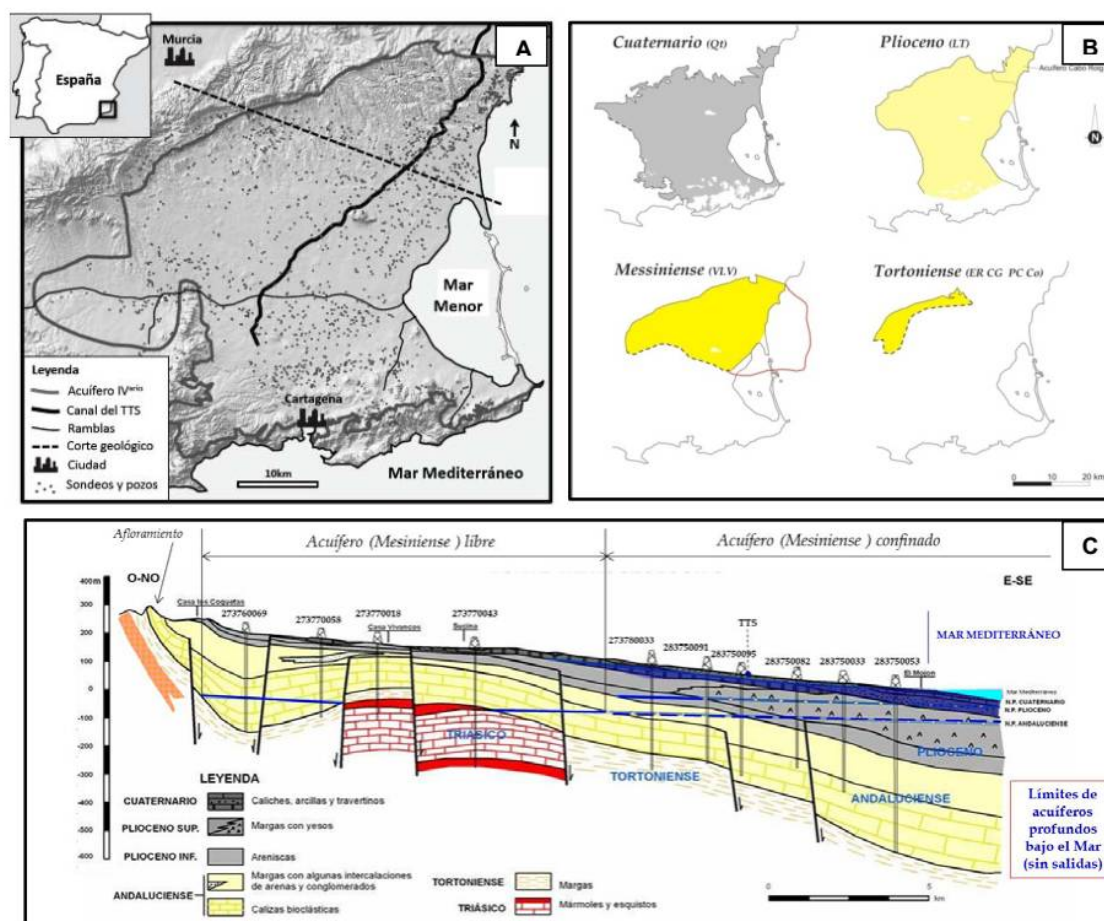 Murcia
A
España
N
Mar
Menor
Leyenda
Acuífero IVᵗᵃʳⁱᵒ
Canal del TTS
Ramblas
Corte geológico
Ciudad
Sondeos y pozos
Cartagena
10km
Mar Mediterráneo
B
Cuaternario (Qt)
Plioceno (LT)
Acuífero Cabo Roig
N
Messiniense (VLV)
Tortoniense (ER CG PC Co)
0 10 20 km
C
Afloramiento
Acuífero (Mesiniense ) libre
Acuífero (Mesiniense ) confinado
O-NO
E-SE
400m
300
200
100
0
-100
-200
-300
-400
-500
-600
273760069
273770058
273770018
Casa Vivancos
273770043
Sucina
273780033
283750091
283750095
TTS
283750082
283750033
283750053
El Mojon
MAR MEDITERRÁNEO
Mar Mediterraneo
N.P. CUATERNARIO
N.P. PLIOCENO
N.P. ANDALUCIENSE
TRIÁSICO
TORTONIENSE
PLIOCENO
ANDALUCIENSE
Límites de
acuíferos
profundos
bajo el Mar
(sin salidas)
LEYENDA
CUATERNARIO Caliches, arcillas y travertinos
PLIOCENO SUP. Margas con yesos
PLIOCENO INF. Areniscas
ANDALUCIENSE Margas con algunas intercalaciones
de arenas y conglomerados
Calizas bioclásticas
TORTONIENSE Margas
TRIÁSICO Mármoles y esquistos
0 5
km